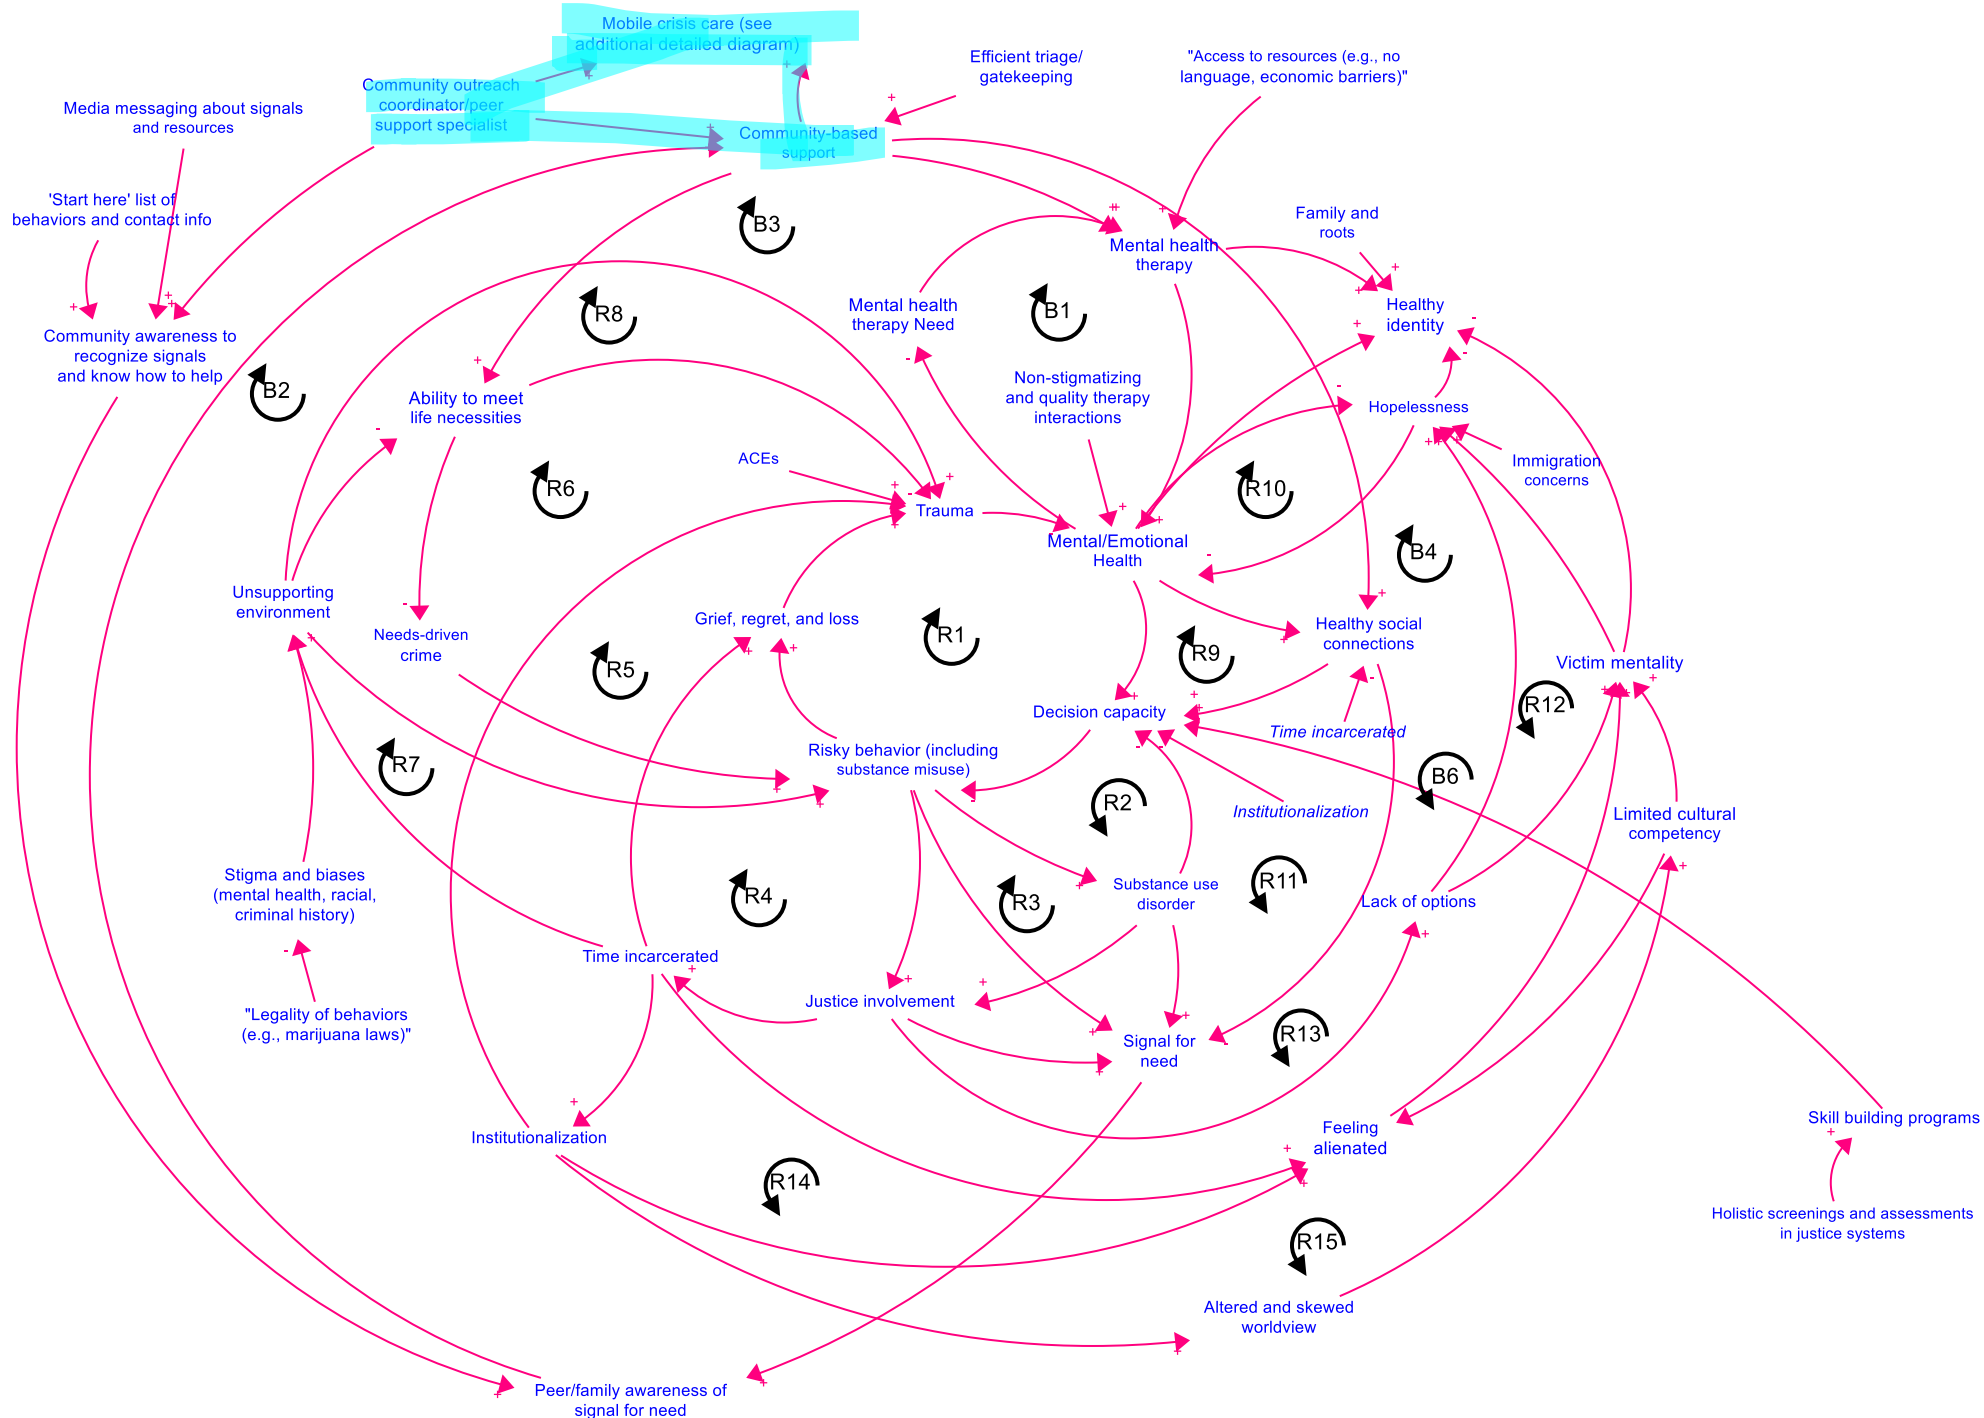 Mobile crisis care (see
additional detailed diagram)
Efficient triage/
gatekeeping
"Access to resources (e.g., no
language, economic barriers)"
Community outreach
coordinator/peer
support specialist
Media messaging about signals
and resources
Community-based
support
'Start here' list of
behaviors and contact info
B3
Family and
roots
Mental health
therapy
Mental health
therapy Need
R8
B1
Healthy
identity
Community awareness to
recognize signals
and know how to help
B2
Ability to meet
life necessities
Non-stigmatizing
and quality therapy
interactions
Hopelessness
ACEs
Immigration
concerns
R6
R10
Trauma
Mental/Emotional
Health
B4
Unsupporting
environment
Needs-driven
crime
Grief, regret, and loss
R1
Healthy social
connections
R5
R9
Victim mentality
Decision capacity
R12
Time incarcerated
Risky behavior (including
substance misuse)
R7
B6
R2
Institutionalization
Limited cultural
competency
Stigma and biases
(mental health, racial,
criminal history)
R4
R3
Substance use
disorder
R11
Lack of options
Time incarcerated
Justice involvement
"Legality of behaviors
(e.g., marijuana laws)"
Signal for
need
R13
Institutionalization
Feeling
alienated
Skill building programs
R14
Holistic screenings and assessments
in justice systems
R15
Altered and skewed
worldview
Peer/family awareness of
signal for need